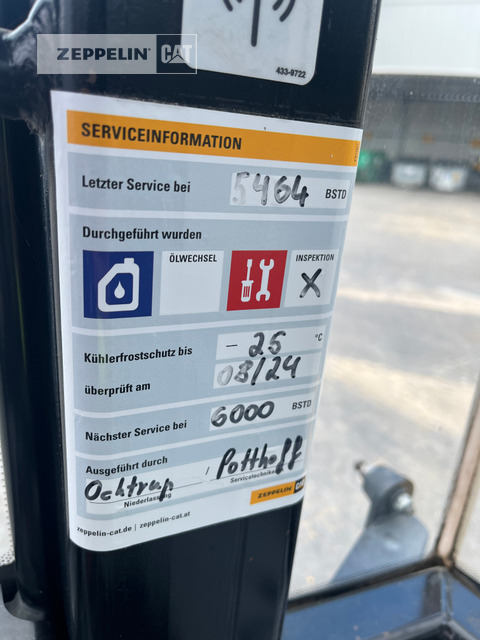 ZEPPELIN CAT
433-9722
SERVICEINFORMATION
Letzter Service bei 5464 BSTD
Durchgeführt wurden
ÖLWECHSEL INSPEKTION
X
Kühlerfrostschutz bis - 25 °C
überprüft am 08/24
Nächster Service bei 6000 BSTD
Ausgeführt durch
Ochtrup / Potthoff
Niederlassung Servicetechniker
ZEPPELIN CAT
zeppelin-cat.de | zeppelin-cat.at